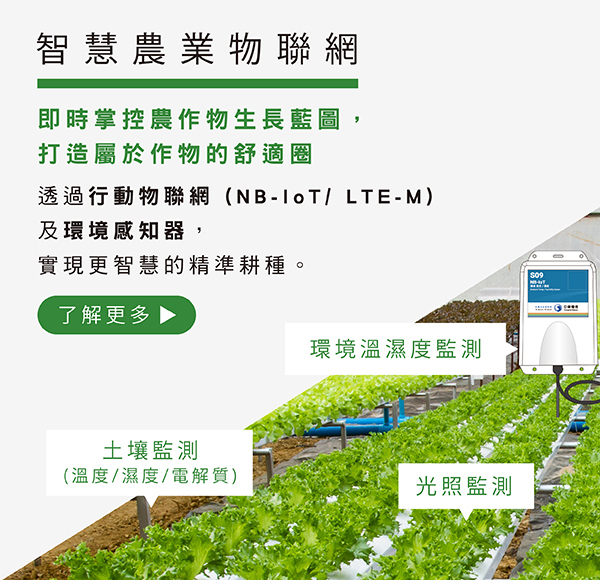 智慧農業物聯網
即時掌控農作物生長藍圖，
打造屬於作物的舒適圈
透過行動物聯網 (NB-IoT/ LTE-M)
及環境感知器，
實現更智慧的精準耕種。
了解更多
S09
NB-IoT
環境溫濕度監測
土壤監測
(溫度/濕度/電解質)
光照監測